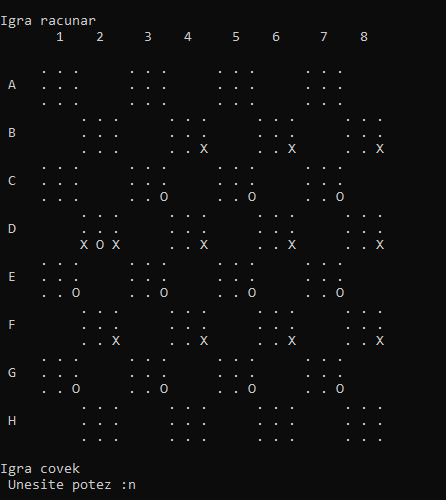 Igra racunar
1 2 3 4 5 6 7 8
. . . . . . . . . . . .
A . . . . . . . . . . . .
. . . . . . . . . . . .
. . . . . . . . . . . .
B . . . . . . . . . . . .
. . . . . X . . X . . X
. . . . . . . . . . . .
C . . . . . . . . . . . .
. . . . . O . . O . . O
. . . . . . . . . . . .
D . . . . . . . . . . . .
X O X . . X . . X . . X
. . . . . . . . . . . .
E . . . . . . . . . . . .
. . O . . O . . O . . O
. . . . . . . . . . . .
F . . . . . . . . . . . .
. . X . . X . . X . . X
. . . . . . . . . . . .
G . . . . . . . . . . . .
. . O . . O . . O . . O
. . . . . . . . . . . .
H . . . . . . . . . . . .
. . . . . . . . . . . .
Igra covek
Unesite potez :n